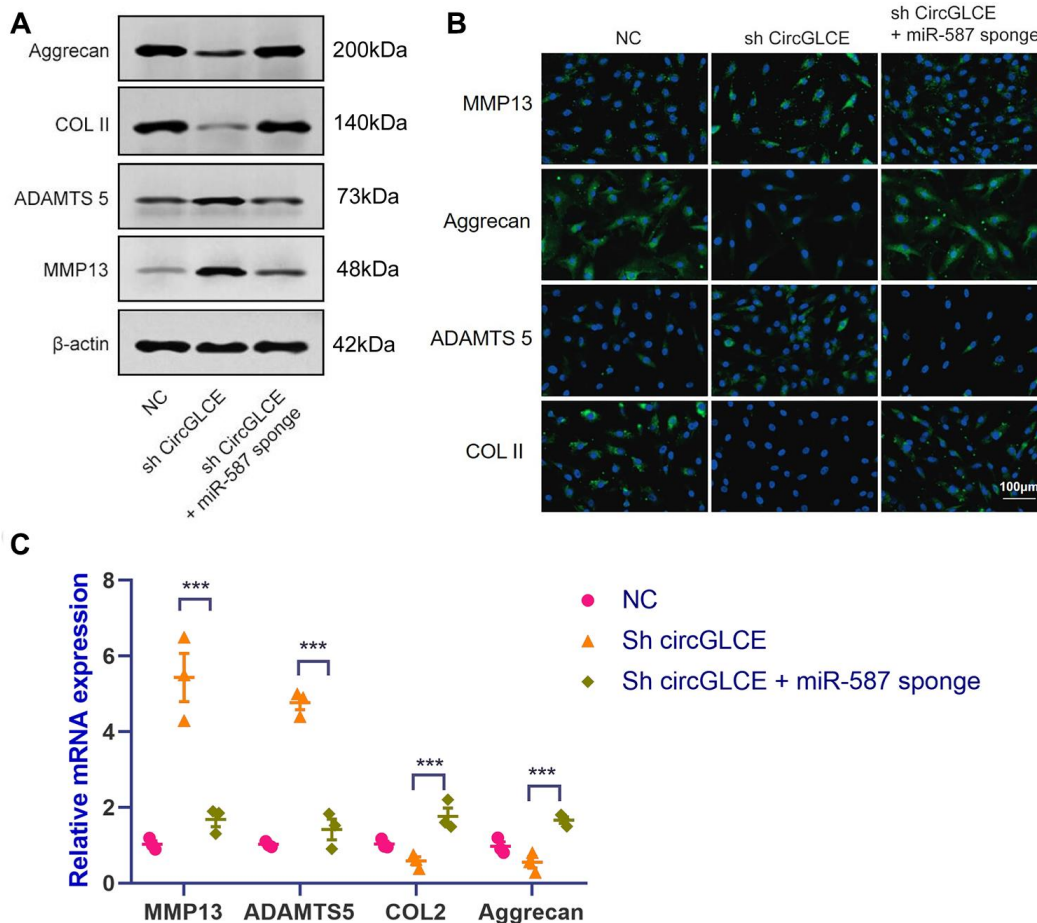 A
Aggrecan
200kDa
COL II
140kDa
ADAMTS 5
73kDa
MMP13
48kDa
β-actin
42kDa
NC
sh CircGLCE
sh CircGLCE
+ miR-587 sponge
B
NC
sh CircGLCE
sh CircGLCE
+ miR-587 sponge
MMP13
Aggrecan
ADAMTS 5
COL II
100μm
C
Relative mRNA expression
8
6
4
2
0
***
***
***
***
MMP13
ADAMTS5
COL2
Aggrecan
NC
Sh circGLCE
Sh circGLCE + miR-587 sponge